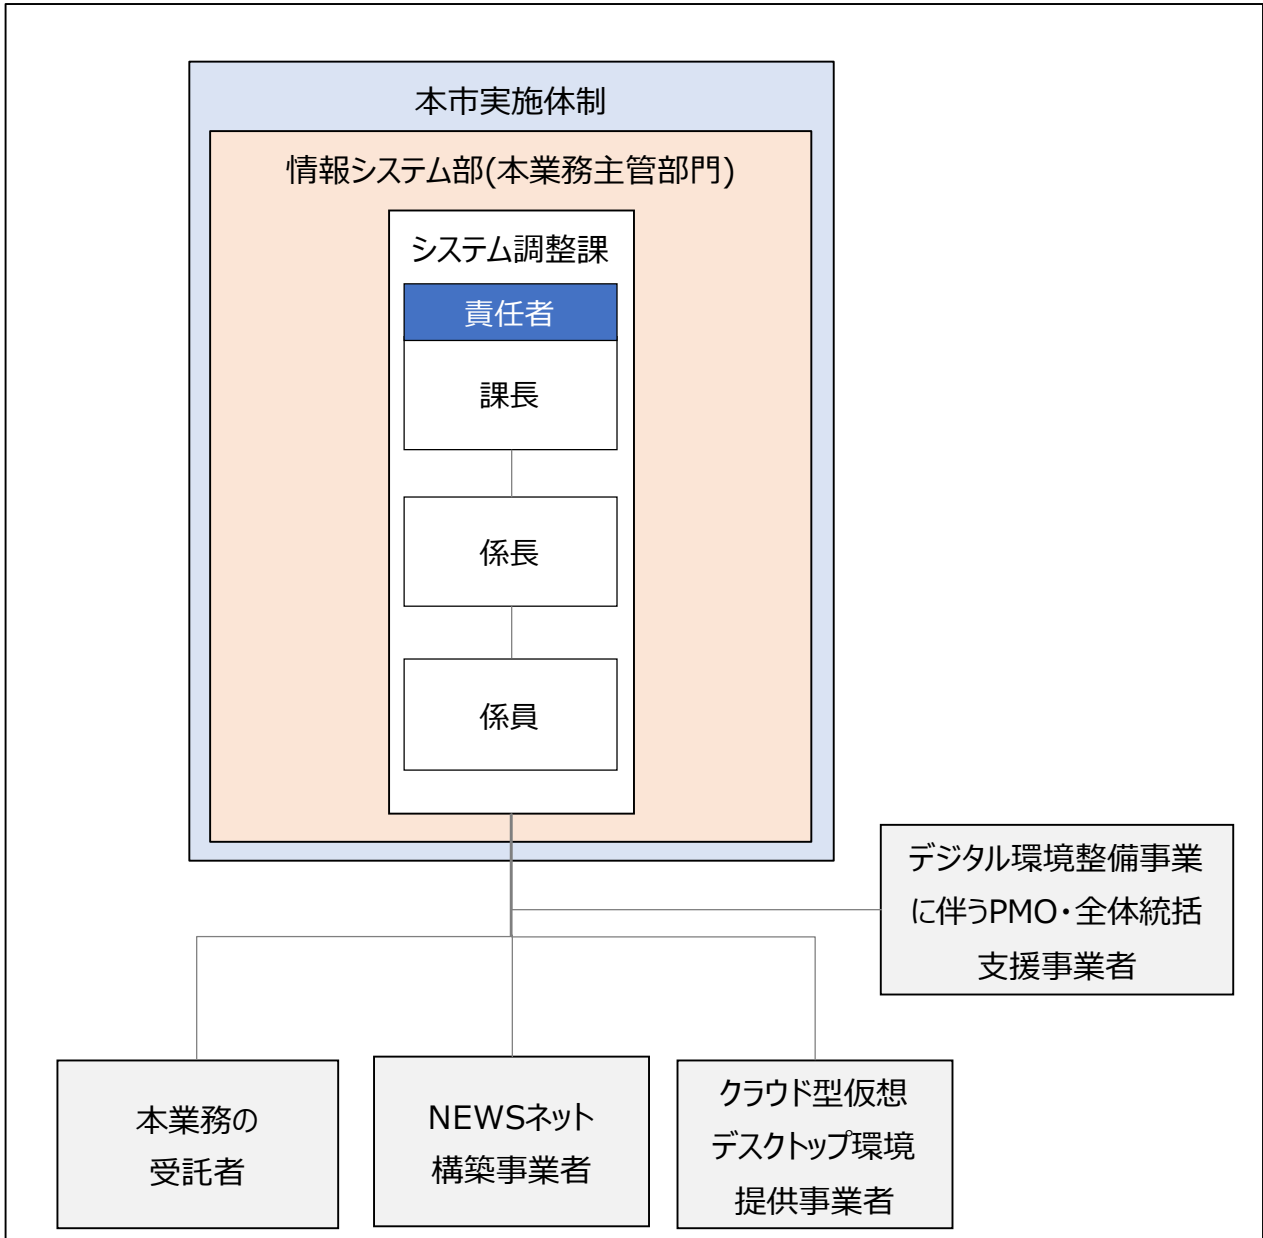 本市実施体制
情報システム部(本業務主管部門)
システム調整課
責任者
課長
係長
係員
デジタル環境整備事業
に伴うPMO・全体統括
支援事業者
本業務の
受託者
NEWSネット
構築事業者
クラウド型仮想
デスクトップ環境
提供事業者